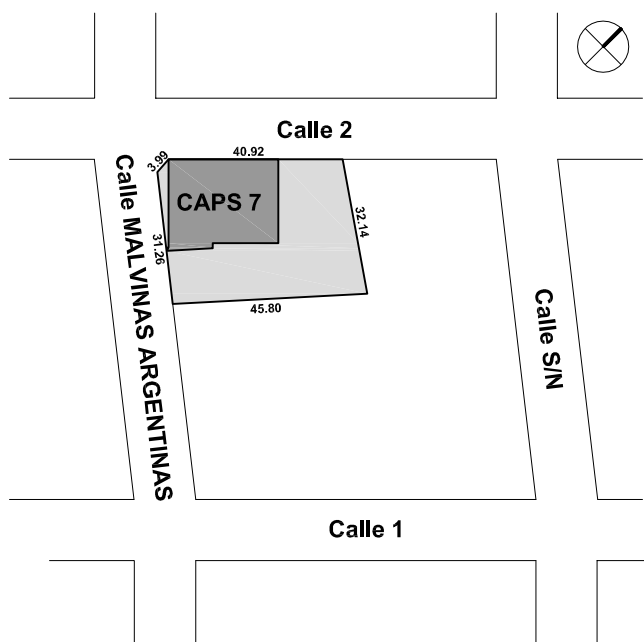 Calle 2
40.92
3.99
CAPS 7
32.14
31.26
45.80
Calle MALVINAS ARGENTINAS
Calle S/N
Calle 1